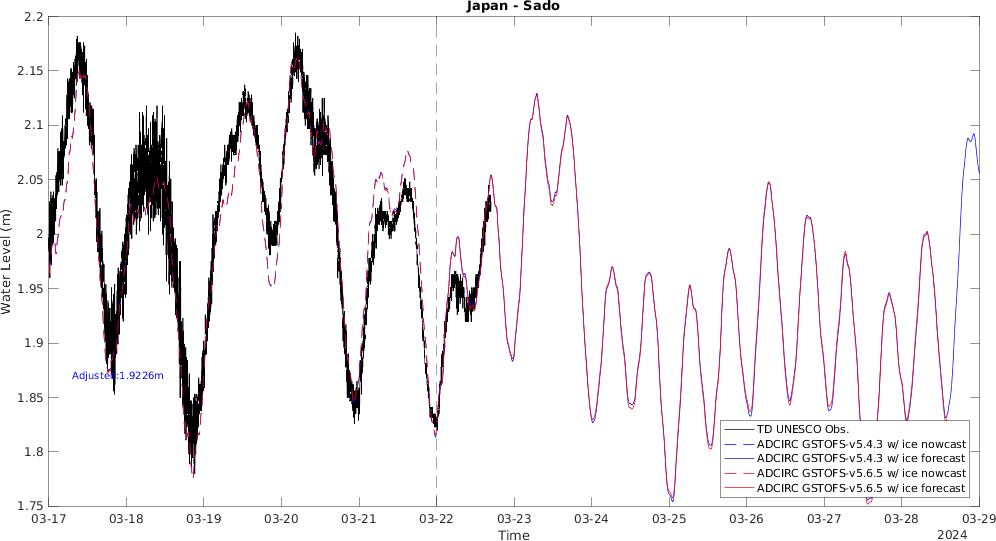 Japan - Sado
Water Level (m)
2.2
2.15
2.1
2.05
2
1.95
1.9
1.85
1.8
1.75
Adjusted:1.9226m
TD UNESCO Obs.
ADCIRC GSTOFS-v5.4.3 w/ ice nowcast
ADCIRC GSTOFS-v5.4.3 w/ ice forecast
ADCIRC GSTOFS-v5.6.5 w/ ice nowcast
ADCIRC GSTOFS-v5.6.5 w/ ice forecast
03-17 03-18 03-19 03-20 03-21 03-22 03-23 03-24 03-25 03-26 03-27 03-28 03-29
Time
2024